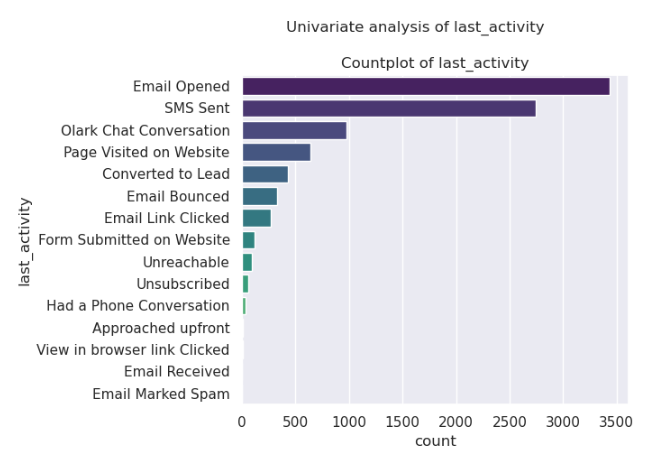 Univariate analysis of last_activity
Countplot of last_activity
Email Opened
SMS Sent
Olark Chat Conversation
Page Visited on Website
Converted to Lead
Email Bounced
Email Link Clicked
Form Submitted on Website
Unreachable
Unsubscribed
Had a Phone Conversation
Approached upfront
View in browser link Clicked
Email Received
Email Marked Spam
last_activity
0 500 1000 1500 2000 2500 3000 3500
count